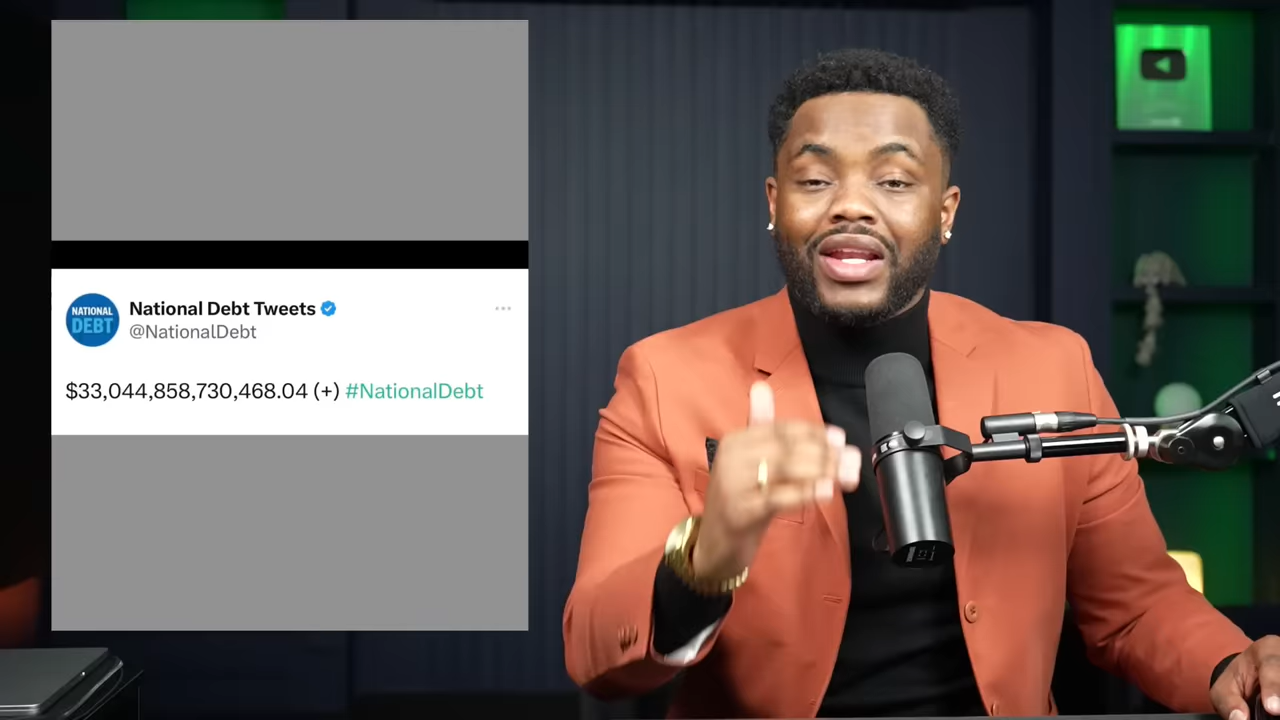 NATIONAL
DEBT
National Debt Tweets
@NationalDebt
$33,044,858,730,468.04 (+) #NationalDebt